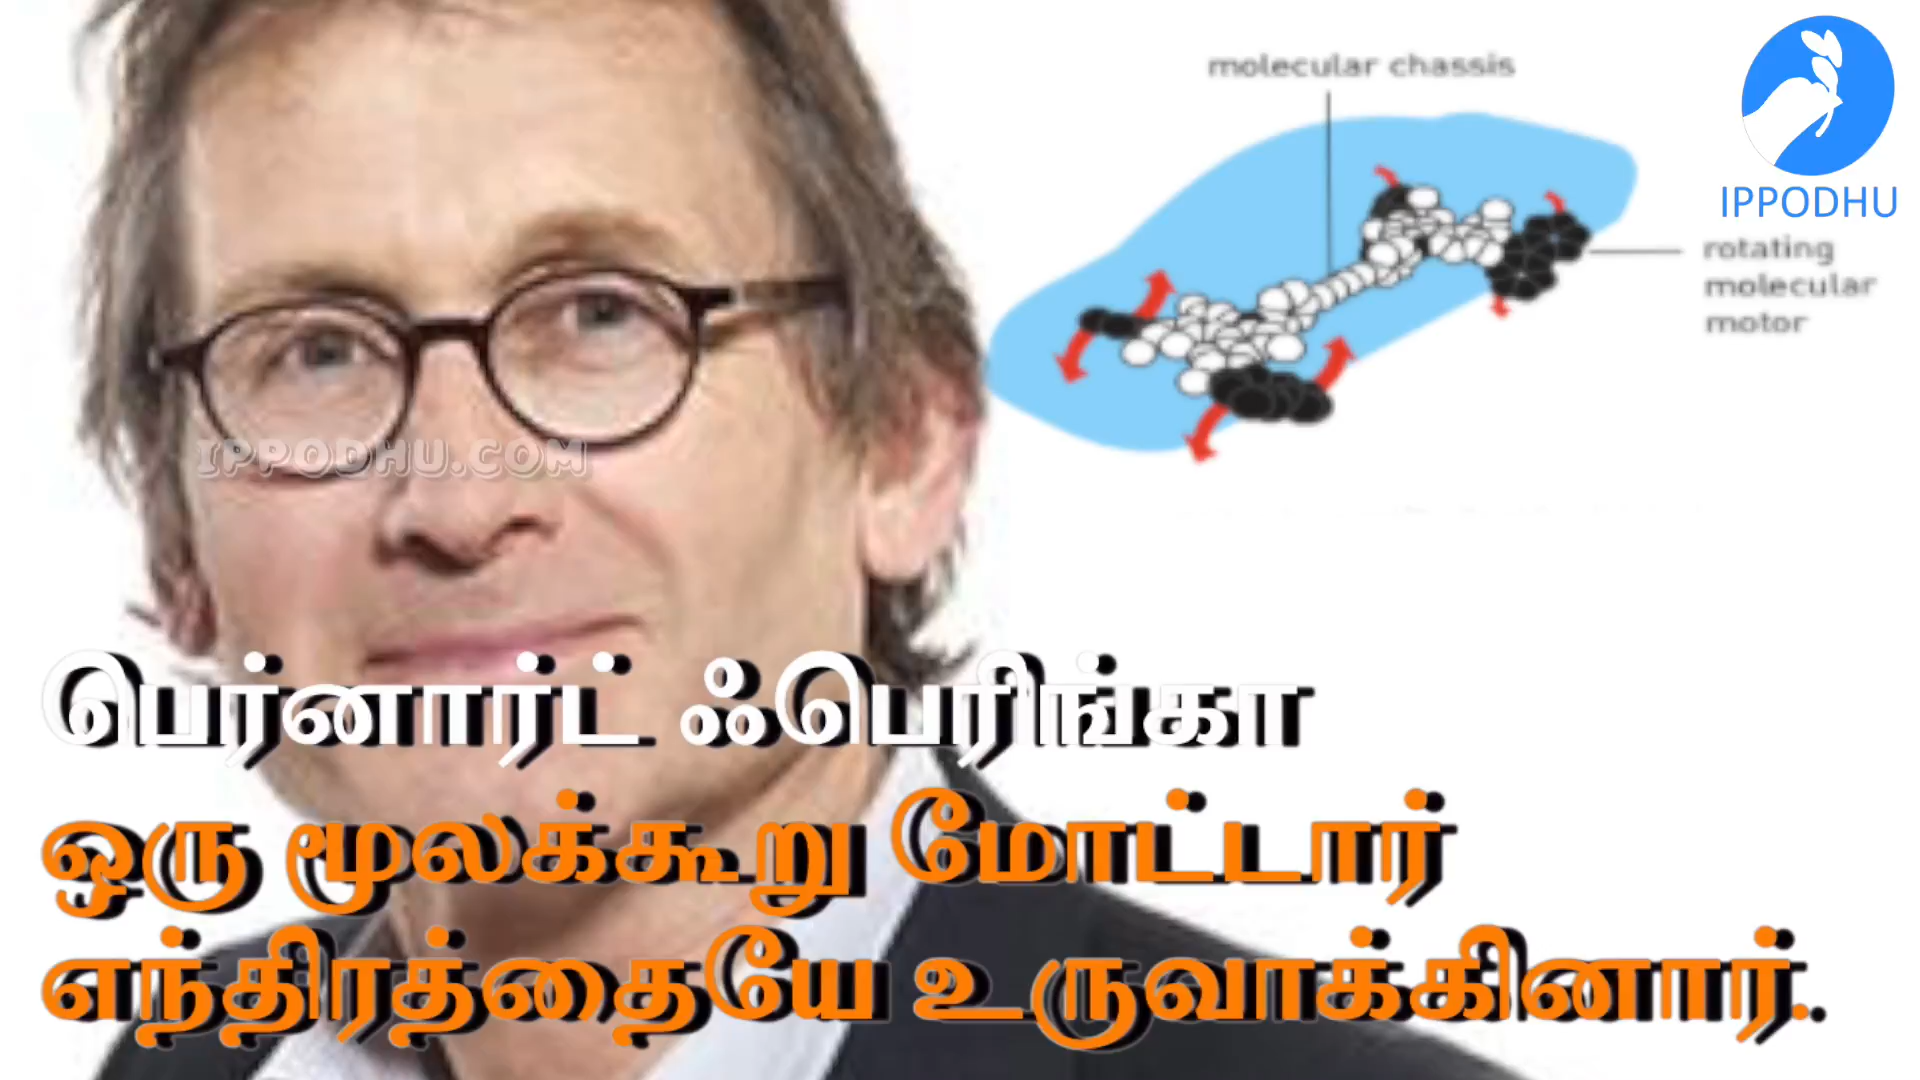 molecular chassis
IPPODHU
rotating
molecular
motor
IPPODHU.COM
பெர்னார்ட் ஃபெரிங்கா
ஒரு மூலக்கூறு மோட்டார்
எந்திரத்தையே உருவாக்கினார்.